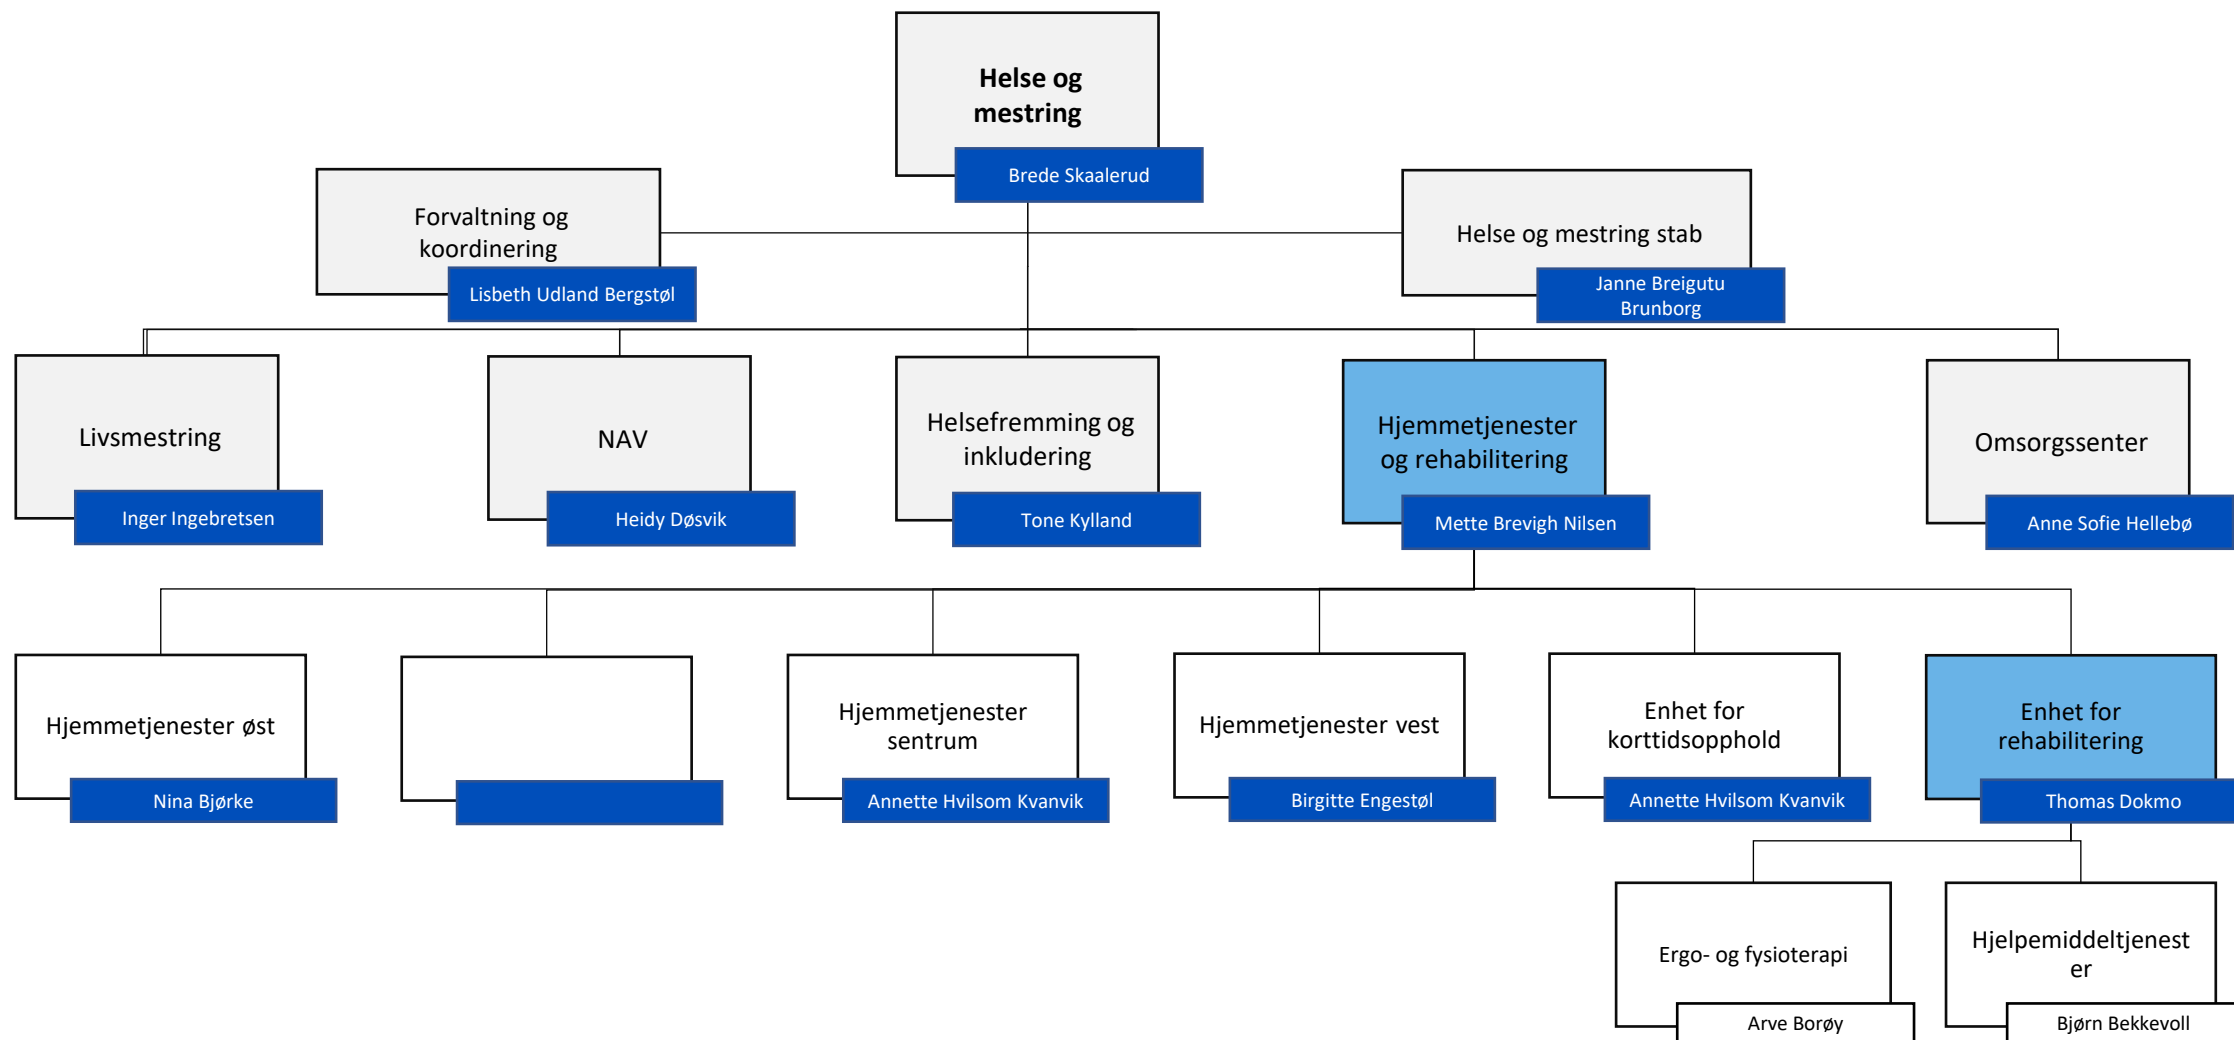 Helse og
mestring
Brede Skaalerud
Forvaltning og
koordinering
Lisbeth Udland Bergstøl
Helse og mestring stab
Janne Breigutu
Brunborg
Livsmestring
Inger Ingebretsen
NAV
Heidy Døsvik
Helsefremming og
inkludering
Tone Kylland
Hjemmetjenester
og rehabilitering
Mette Brevigh Nilsen
Omsorgssenter
Anne Sofie Hellebø
Hjemmetjenester øst
Nina Bjørke
Hjemmetjenester
sentrum
Annette Hvilsom Kvanvik
Hjemmetjenester vest
Birgitte Engestøl
Enhet for
korttidsopphold
Annette Hvilsom Kvanvik
Enhet for
rehabilitering
Thomas Dokmo
Ergo- og fysioterapi
Arve Borøy
Hjelpemiddeltjenest
er
Bjørn Bekkevoll